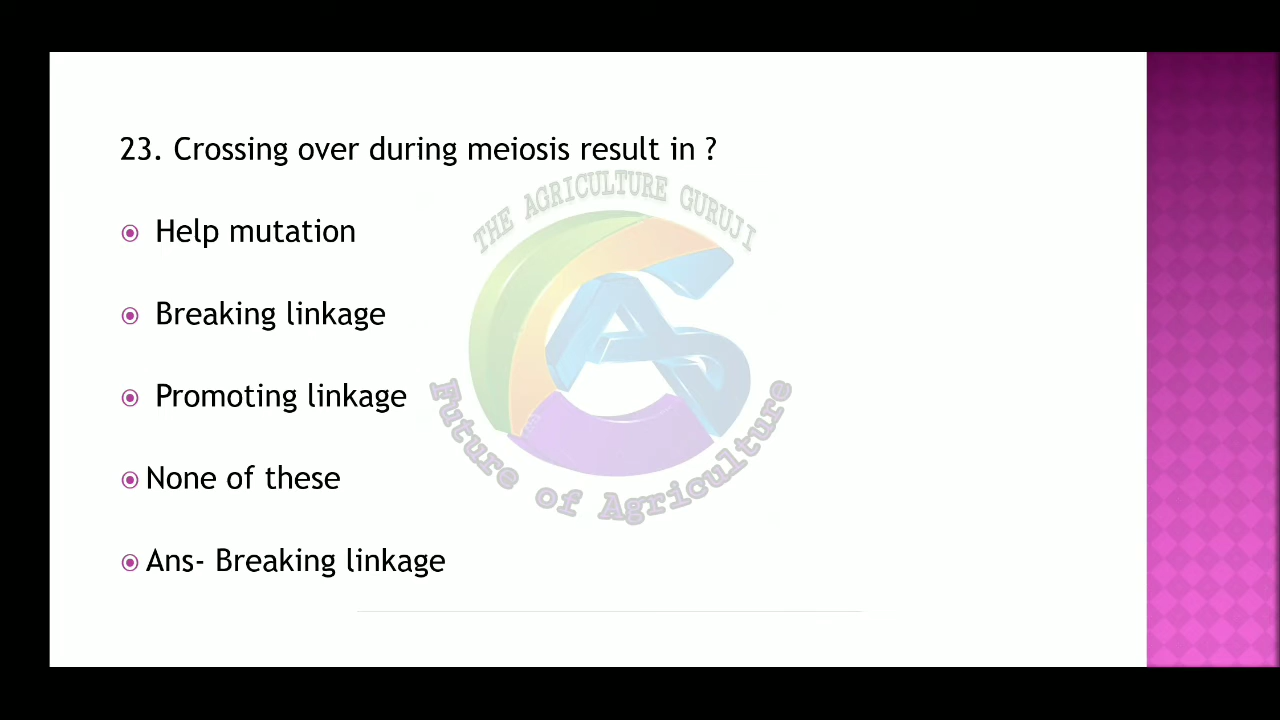 23. Crossing over during meiosis result in ?
THE AGRICULTURE GURUJI
Help mutation
Breaking linkage
Promoting linkage
None of these
Future of Agriculture
Ans- Breaking linkage